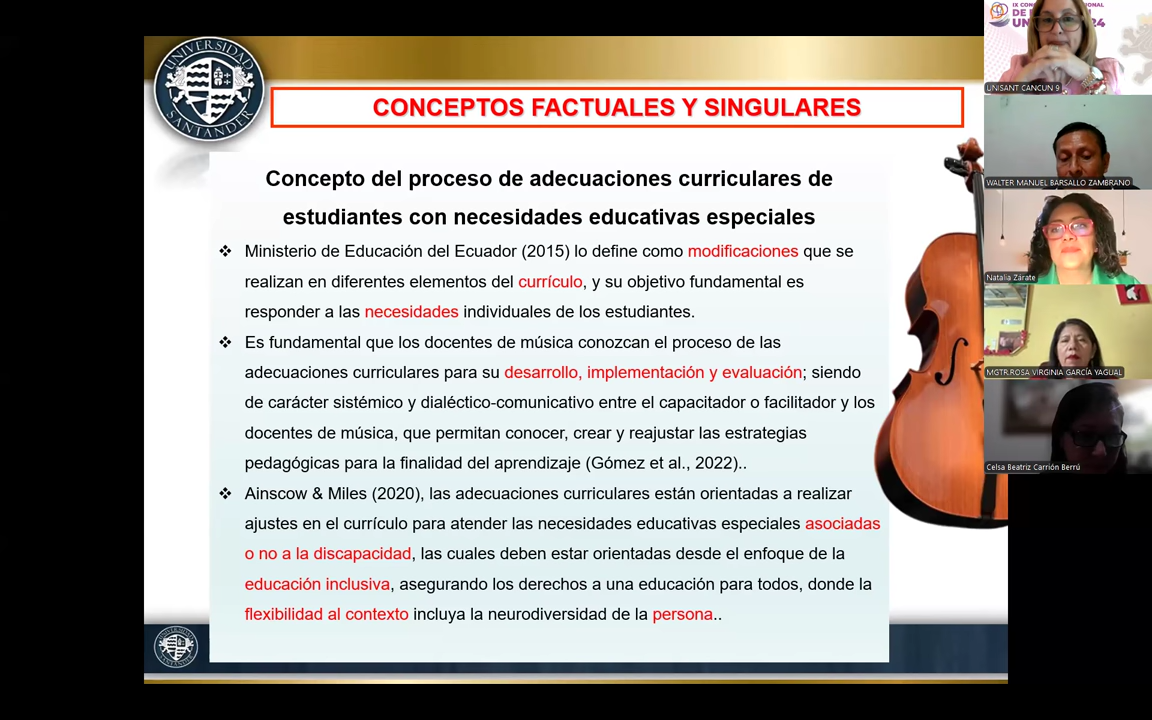 UNIVERSIDAD
SANTANDER
CONCEPTOS FACTUALES Y SINGULARES
Concepto del proceso de adecuaciones curriculares de
estudiantes con necesidades educativas especiales
❖ Ministerio de Educación del Ecuador (2015) lo define como modificaciones que se
realizan en diferentes elementos del currículo, y su objetivo fundamental es
responder a las necesidades individuales de los estudiantes.
❖ Es fundamental que los docentes de música conozcan el proceso de las
adecuaciones curriculares para su desarrollo, implementación y evaluación; siendo
de carácter sistémico y dialéctico-comunicativo entre el capacitador o facilitador y los
docentes de música, que permitan conocer, crear y reajustar las estrategias
pedagógicas para la finalidad del aprendizaje (Gómez et al., 2022)..
❖ Ainscow & Miles (2020), las adecuaciones curriculares están orientadas a realizar
ajustes en el currículo para atender las necesidades educativas especiales asociadas
o no a la discapacidad, las cuales deben estar orientadas desde el enfoque de la
educación inclusiva, asegurando los derechos a una educación para todos, donde la
flexibilidad al contexto incluya la neurodiversidad de la persona..
UNISANT CANCUN 9
WALTER MANUEL BARSALLO ZAMBRANO
Natalia Zárate
MGTR.ROSA VIRGINIA GARCÍA YAGUAL
Celsa Beatriz Carrión Berrú